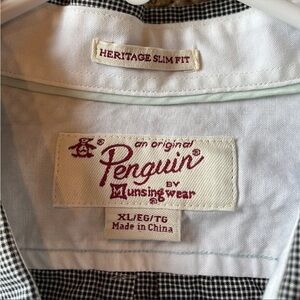 HERITAGE SLIM FIT
an original
Penguin®
BY
Munsingwear
XL/EG/TG
Made in China